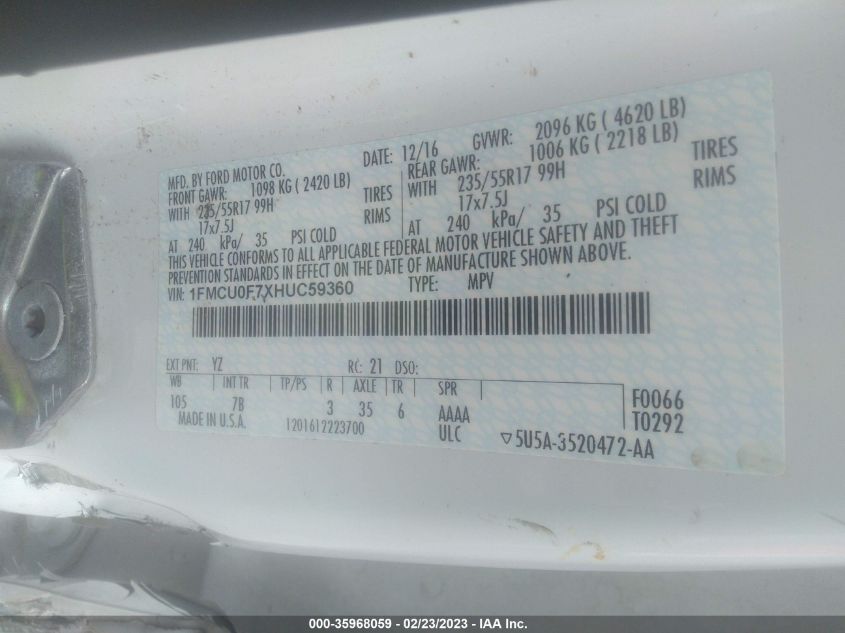 MFD. BY FORD MOTOR CO.
DATE: 12/16 GVWR: 2096 KG ( 4620 LB)
FRONT GAWR: 1098 KG ( 2420 LB) REAR GAWR: 1006 KG ( 2218 LB)
WITH 235/55R17 99H TIRES WITH 235/55R17 99H TIRES
17x7.5J RIMS 17x7.5J RIMS
AT 240 kPa/ 35 PSI COLD AT 240 kPa/ 35 PSI COLD
THIS VEHICLE CONFORMS TO ALL APPLICABLE FEDERAL MOTOR VEHICLE SAFETY AND THEFT
PREVENTION STANDARDS IN EFFECT ON THE DATE OF MANUFACTURE SHOWN ABOVE.
VIN: 1FMCU0F7XHUC59360 TYPE: MPV
EXT PNT: YZ RC: 21 DSO:
WB INT TR TP/PS R AXLE TR SPR
105 7B 3 35 6 AAAA
F0066
T0292
MADE IN U.S.A. 1201612223700 ULC
5U5A-3520472-AA
000-35968059 - 02/23/2023 - IAA Inc.